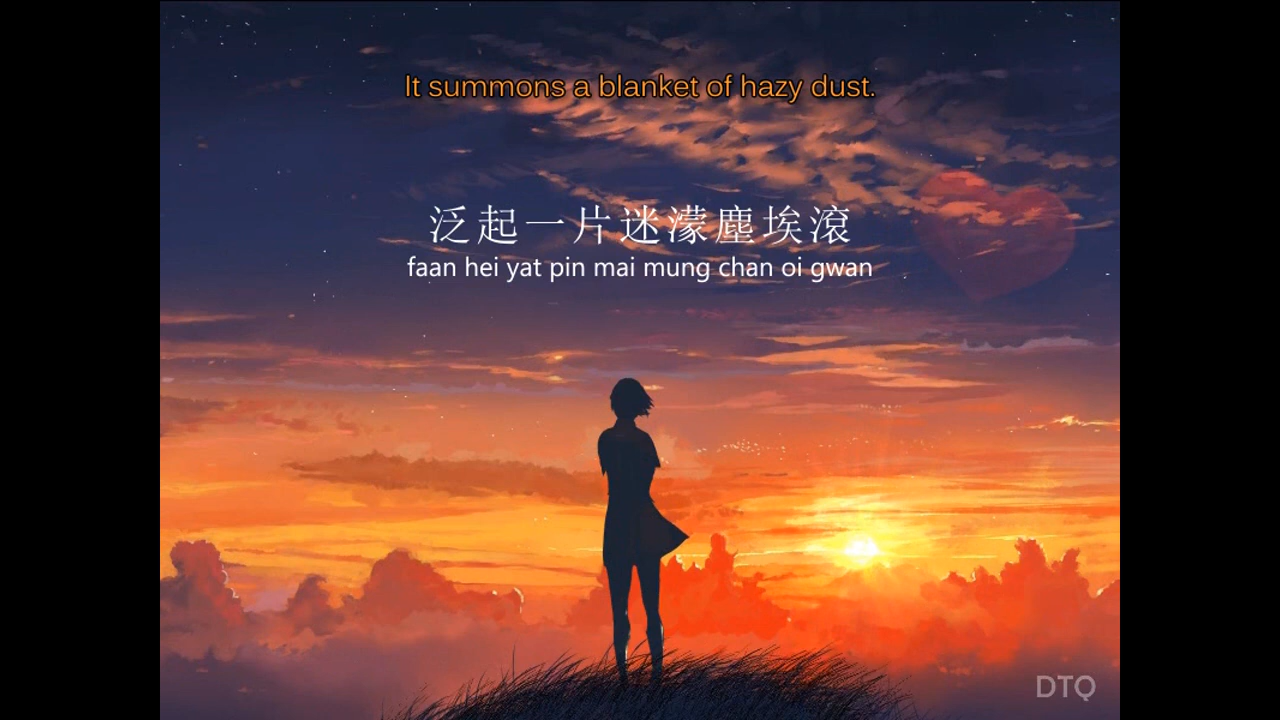 It summons a blanket of hazy dust.
泛起一片迷濛塵埃滾
faan hei yat pin mai mung chan oi gwan
DTQ